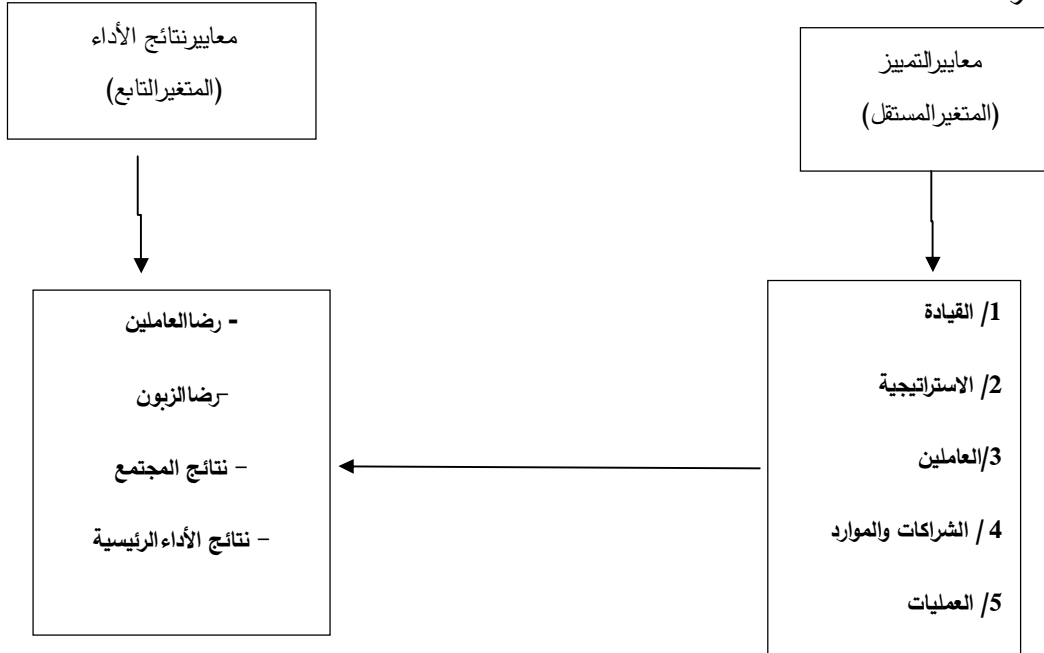 معاييرالتمييز
(المتغيرالمستقل)
معاييرنتائج الأداء
(المتغيرالتابع)
1/ القيادة
2/ الاستراتيجية
3/العاملين
4/ الشراكات والموارد
5/ العمليات
- رضاالعاملين
-رضاالزبون
- نتائج المجتمع
- نتائج الأداءالرئيسية